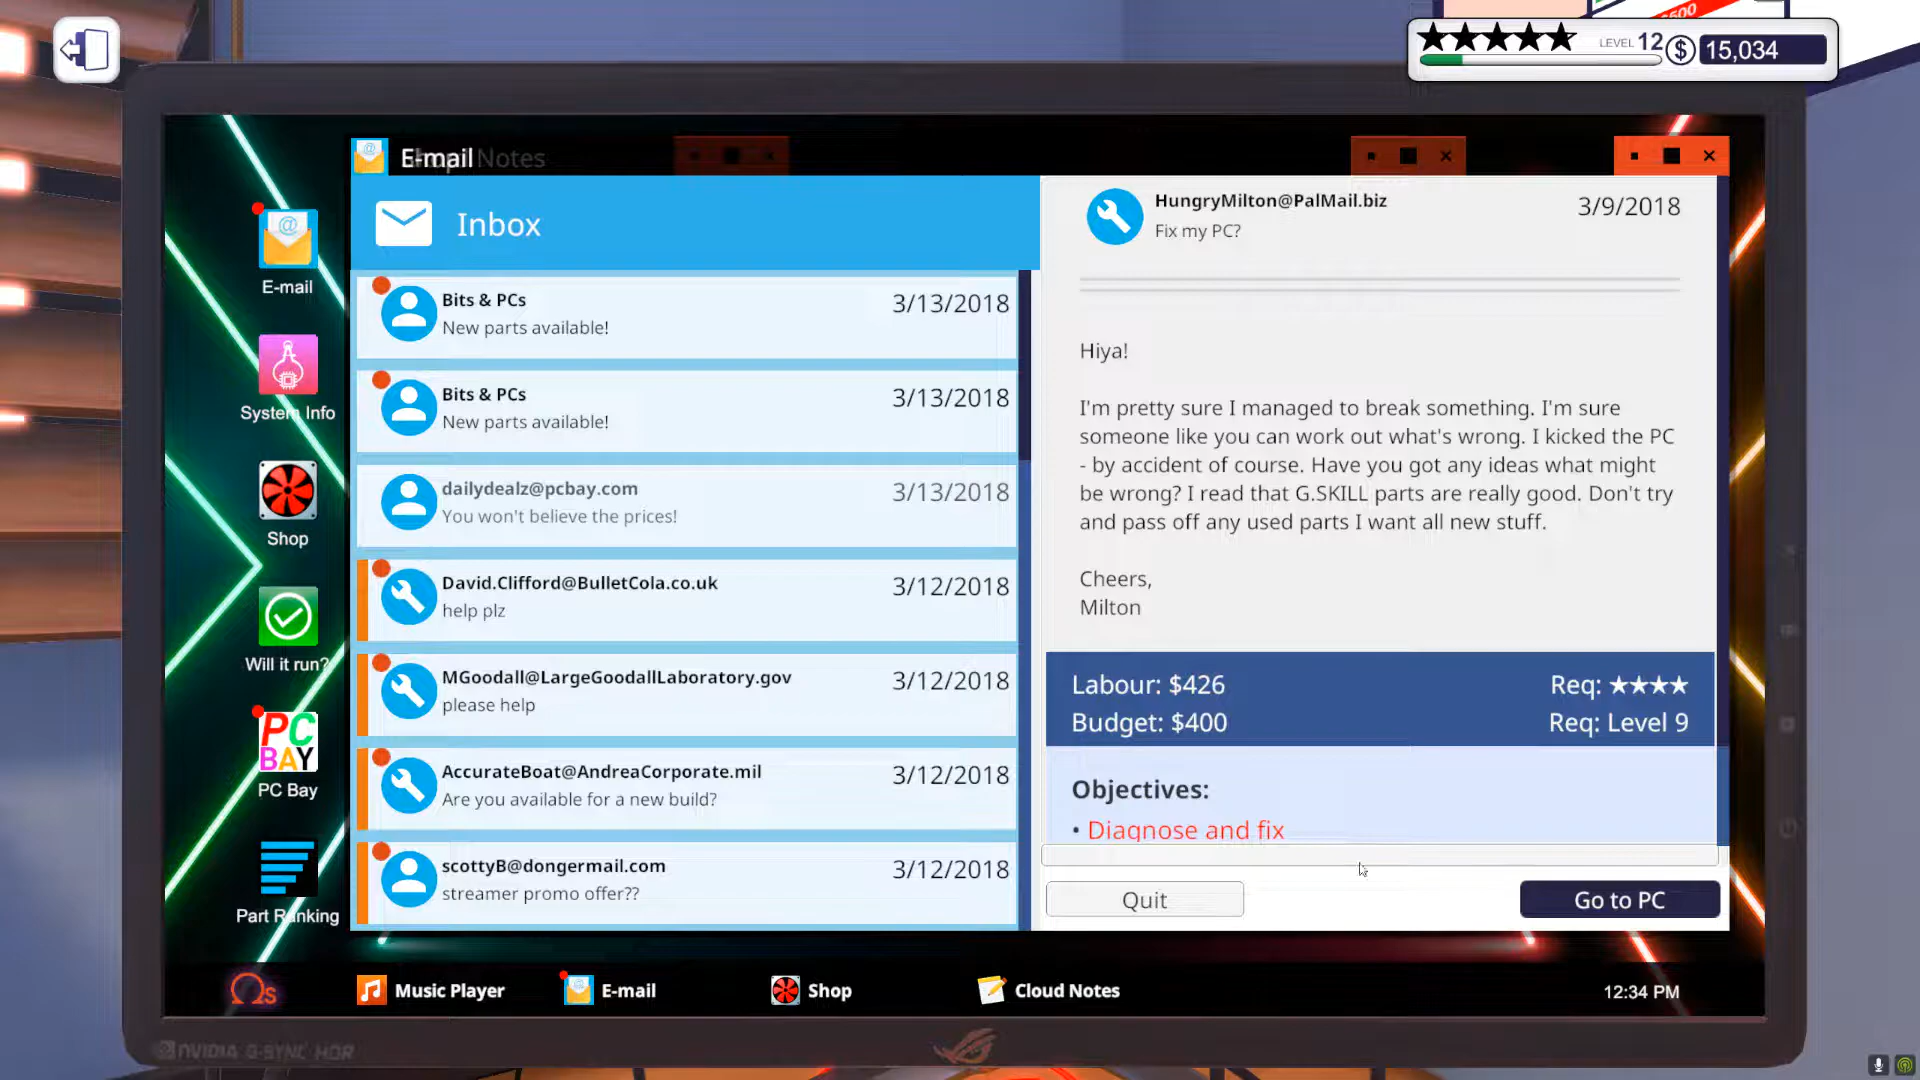 $500
LEVEL 12
$ 15,034
E-mail
Notes
Inbox
Bits & PCs
3/13/2018
New parts available!
Bits & PCs
3/13/2018
New parts available!
dailydealz@pcbay.com
3/13/2018
You won't believe the prices!
David.Clifford@BulletCola.co.uk
3/12/2018
help plz
MGoodall@LargeGoodallLaboratory.gov
3/12/2018
please help
AccurateBoat@AndreaCorporate.mil
3/12/2018
Are you available for a new build?
scottyB@dongermail.com
3/12/2018
streamer promo offer??
HungryMilton@PalMail.biz
3/9/2018
Fix my PC?
Hiya!
I'm pretty sure I managed to break something. I'm sure
someone like you can work out what's wrong. I kicked the PC
- by accident of course. Have you got any ideas what might
be wrong? I read that G.SKILL parts are really good. Don't try
and pass off any used parts I want all new stuff.
Cheers,
Milton
Labour: $426
Req: ★★★★
Budget: $400
Req: Level 9
Objectives:
• Diagnose and fix
Quit
Go to PC
E-mail
System Info
Shop
Will it run?
PC
BAY
PC Bay
Part Ranking
Ωs
Music Player
E-mail
Shop
Cloud Notes
12:34 PM
NVIDIA G-SYNC HDR